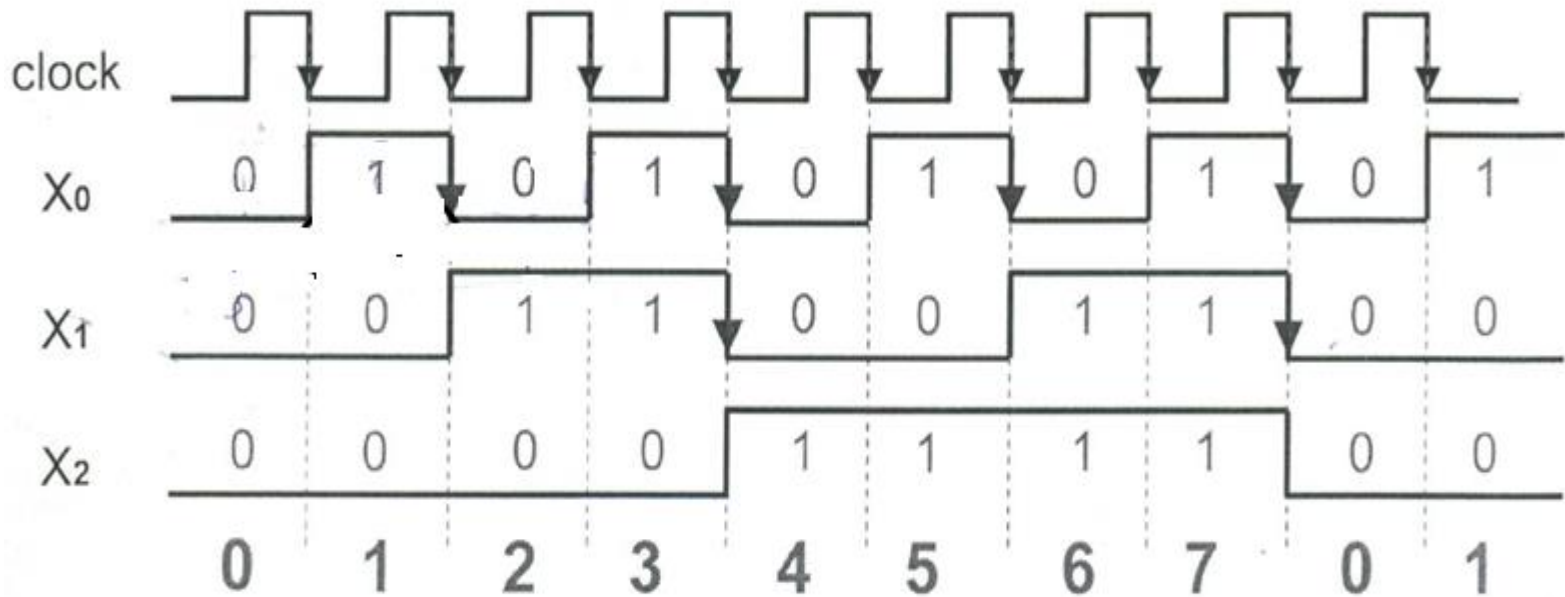 clock
X0 0 1 0 1 0 1 0 1 0 1
X1 0 0 1 1 0 0 1 1 0 0
X2 0 0 0 0 1 1 1 1 0 0
0 1 2 3 4 5 6 7 0 1